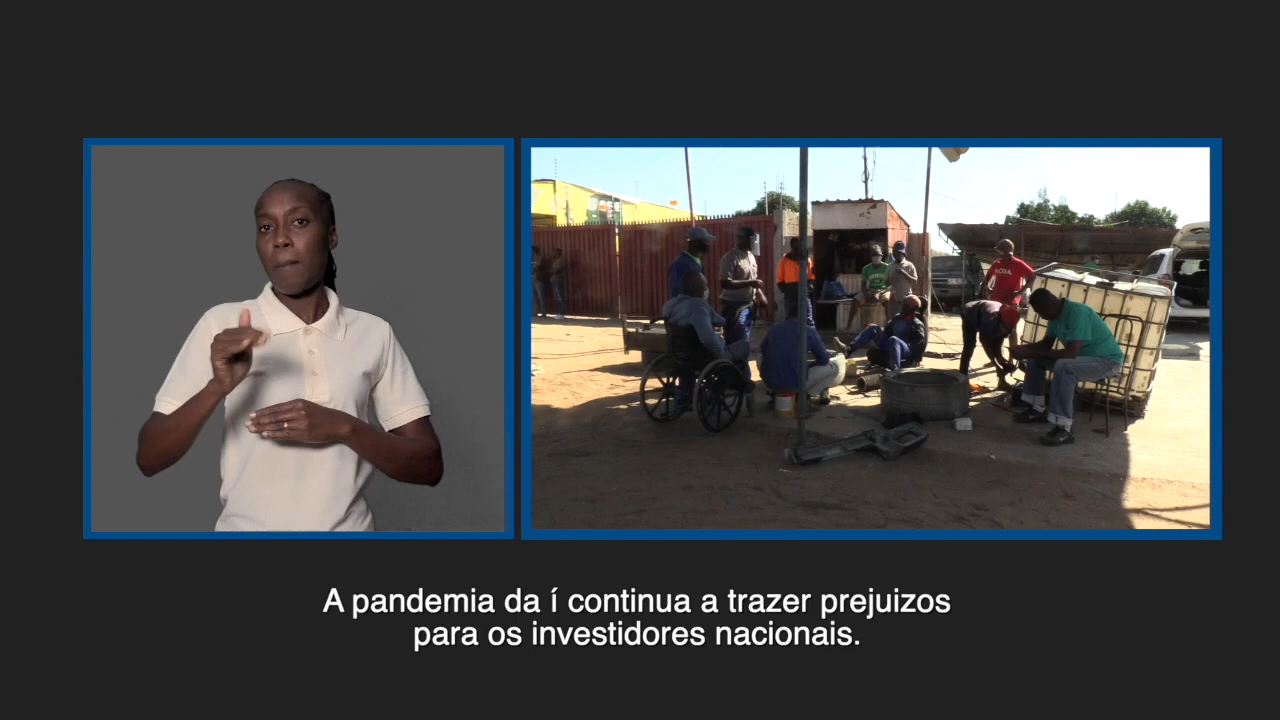 A pandemia da í continua a trazer prejuizos
para os investidores nacionais.